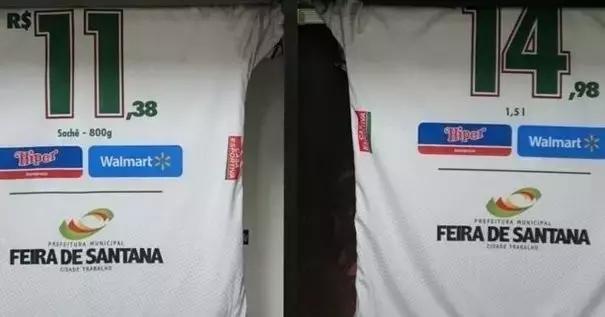 R$ 11,38
Sachê - 800g
Hiper
Walmart
PREFEITURA MUNICIPAL
FEIRA DE SANTANA
CIDADE TRABALHO
ESPORTIVA
14,98
1,5 l
Hiper
Walmart
PREFEITURA MUNICIPAL
FEIRA DE SANTANA
CIDADE TRABALHO